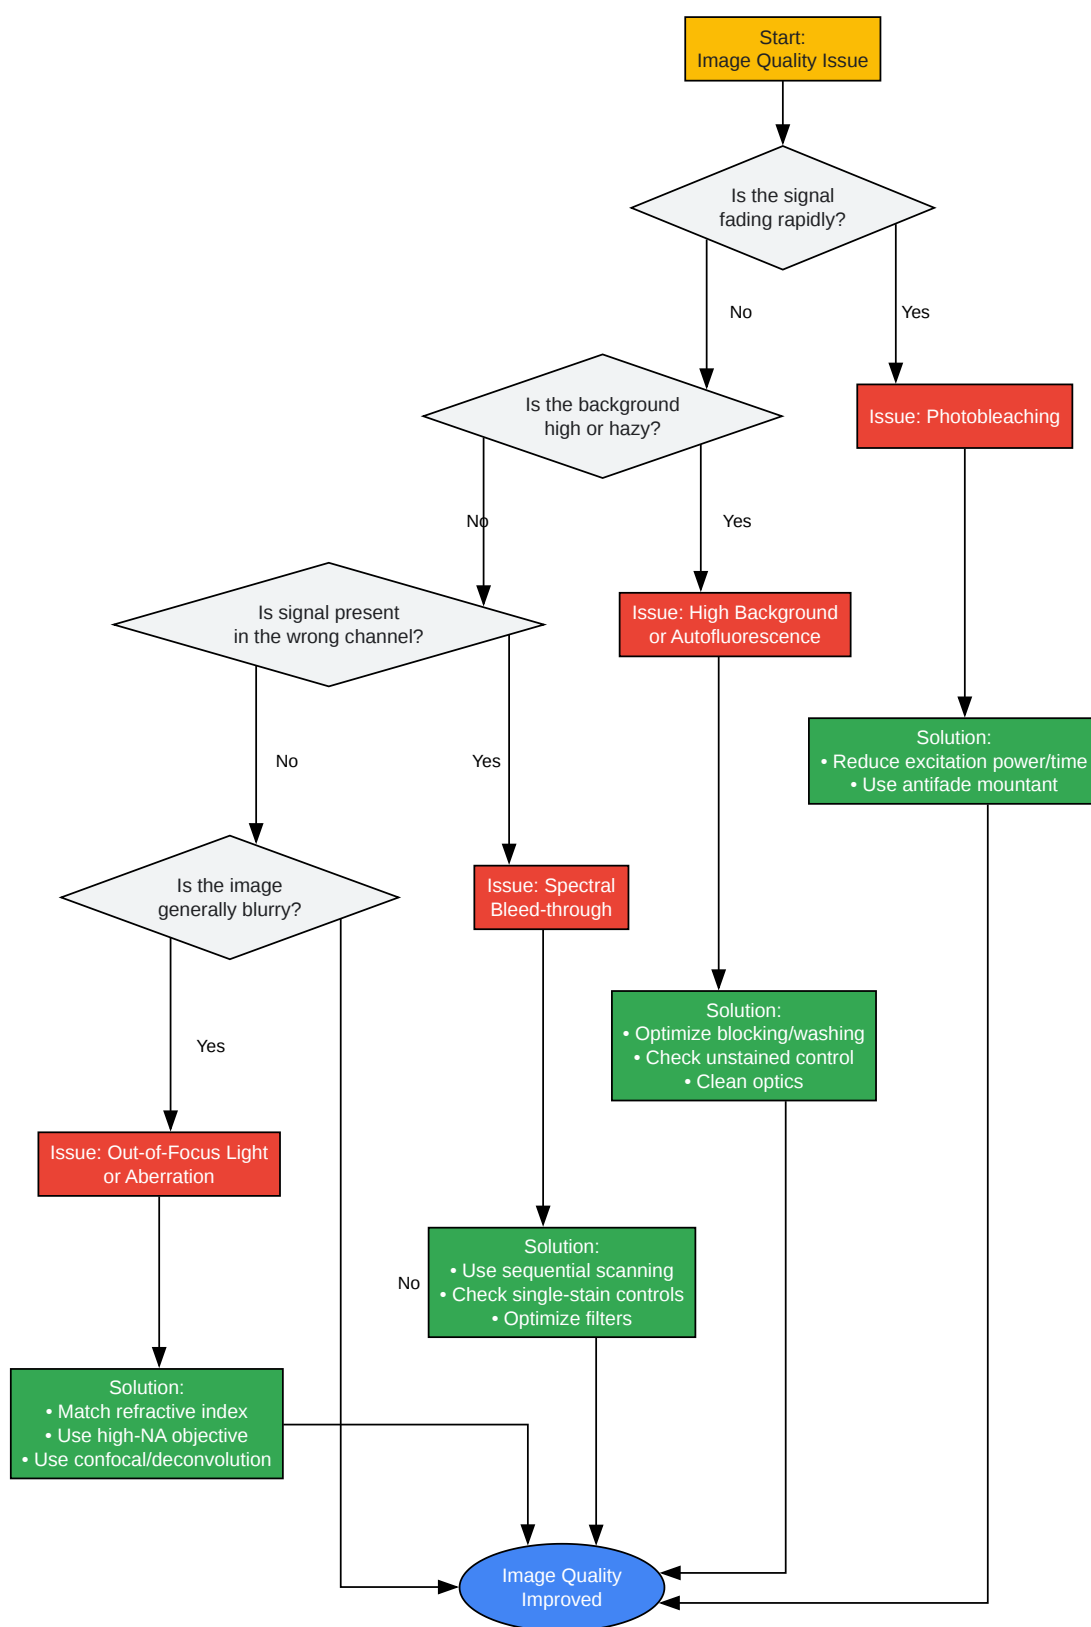 Start:
Image Quality Issue
Is the signal
fading rapidly?
No
Yes
Is the background
high or hazy?
Issue: Photobleaching
No
Yes
Is signal present
in the wrong channel?
Issue: High Background
or Autofluorescence
No
Yes
Solution:
• Reduce excitation power/time
• Use antifade mountant
Is the image
generally blurry?
Issue: Spectral
Bleed-through
Yes
Solution:
• Optimize blocking/washing
• Check unstained control
• Clean optics
Issue: Out-of-Focus Light
or Aberration
No
Solution:
• Use sequential scanning
• Check single-stain controls
• Optimize filters
Solution:
• Match refractive index
• Use high-NA objective
• Use confocal/deconvolution
Image Quality
Improved